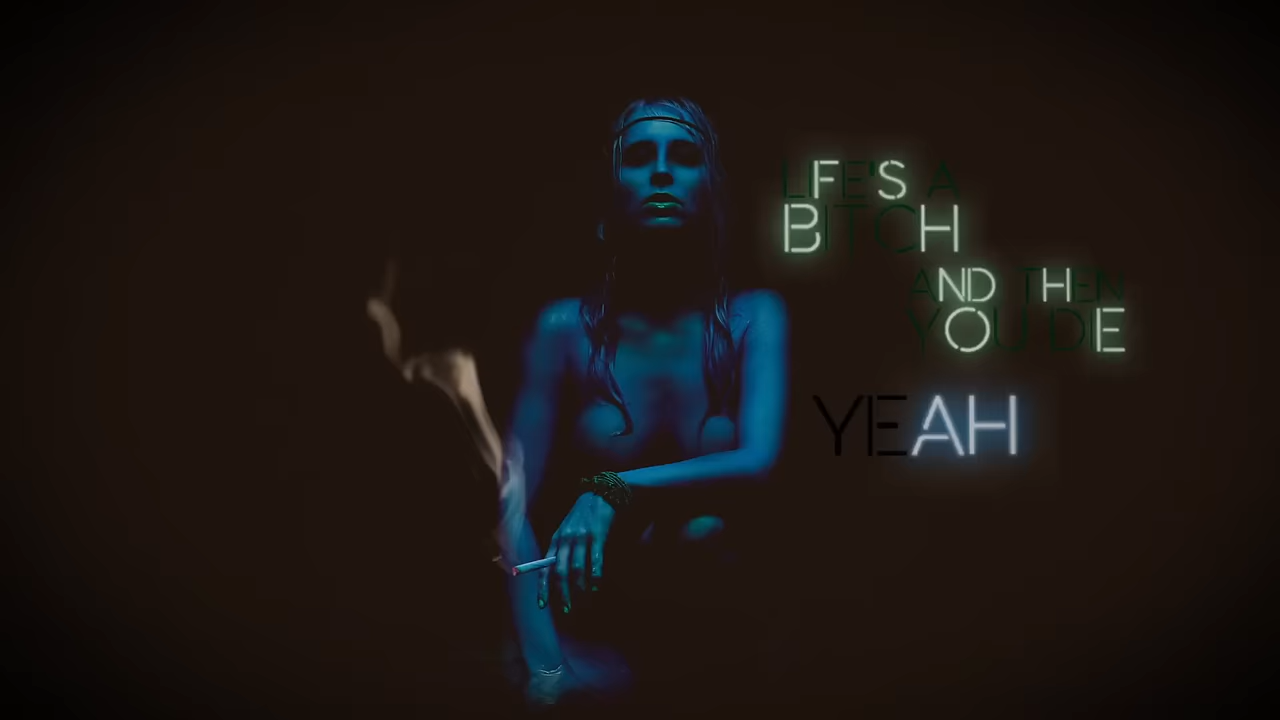 LIFE'S A
BITCH
AND THEN
YOU DIE
YEAH